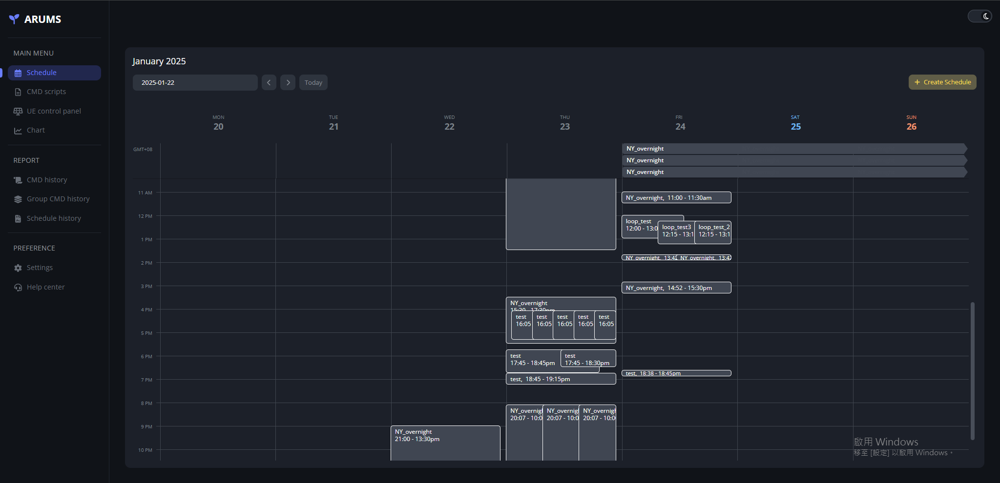 ARUMS
MAIN MENU
Schedule
CMD scripts
UE control panel
Chart
REPORT
CMD history
Group CMD history
Schedule history
PREFERENCE
Settings
Help center
January 2025
2025-01-22
Today
+ Create Schedule
MON
20
TUE
21
WED
22
THU
23
FRI
24
SAT
25
SUN
26
GMT+08
NY_overnight
NY_overnight
NY_overnight
11 AM
12 PM
1 PM
2 PM
3 PM
4 PM
5 PM
6 PM
7 PM
8 PM
9 PM
10 PM
NY_overnight
21:00 - 13:30pm
NY_overnight
15:30 - 17:30pm
test
16:05
test
16:05
test
16:05
test
16:05
test
16:05
test
17:45 - 18:45pm
test
17:45 - 18:30pm
test, 18:45 - 19:15pm
NY_overnigh
20:07 - 10:0
NY_overnigh
20:07 - 10:0
NY_overnigh
20:07 - 10:0
NY_overnight, 11:00 - 11:30am
loop_test
12:00 - 13:0
loop_test3
12:15 - 13:1
loop_test_2
12:15 - 13:1
NY_overnight, 13:42
NY_overnight, 13:42
NY_overnight, 14:52 - 15:30pm
test, 18:38 - 18:45pm
啟用 Windows
移至 [設定] 以啟用 Windows。